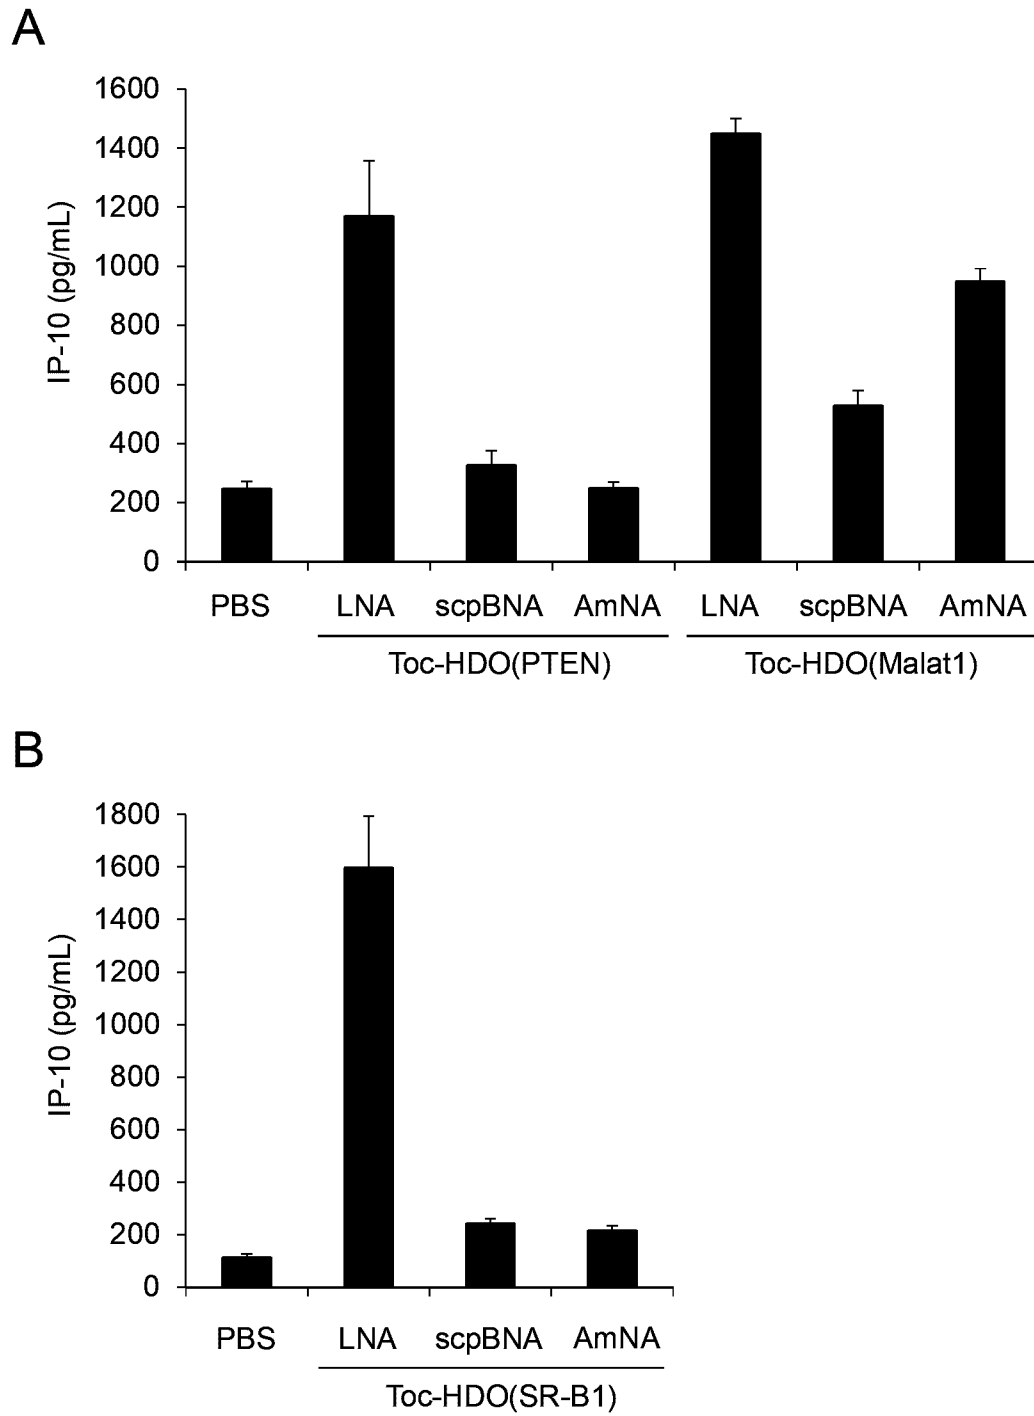 A
1600
1400
1200
1000
800
600
400
200
0
IP-10 (pg/mL)
PBS LNA scpBNA AmNA LNA scpBNA AmNA
Toc-HDO(PTEN) Toc-HDO(Malat1)
B
1800
1600
1400
1200
1000
800
600
400
200
0
IP-10 (pg/mL)
PBS LNA scpBNA AmNA
Toc-HDO(SR-B1)